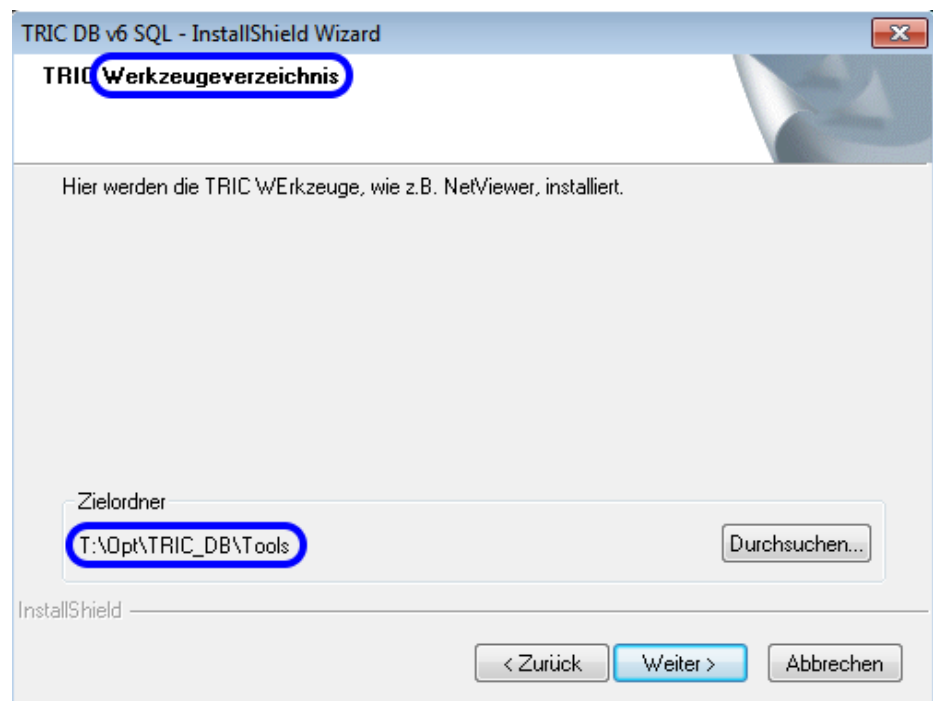 TRIC DB v6 SQL - InstallShield Wizard
TRIC Werkzeugeverzeichnis
Hier werden die TRIC WErkzeuge, wie z.B. NetViewer, installiert.
Zielordner
T:\Opt\TRIC_DB\Tools
Durchsuchen...
InstallShield
< Zurück Weiter > Abbrechen